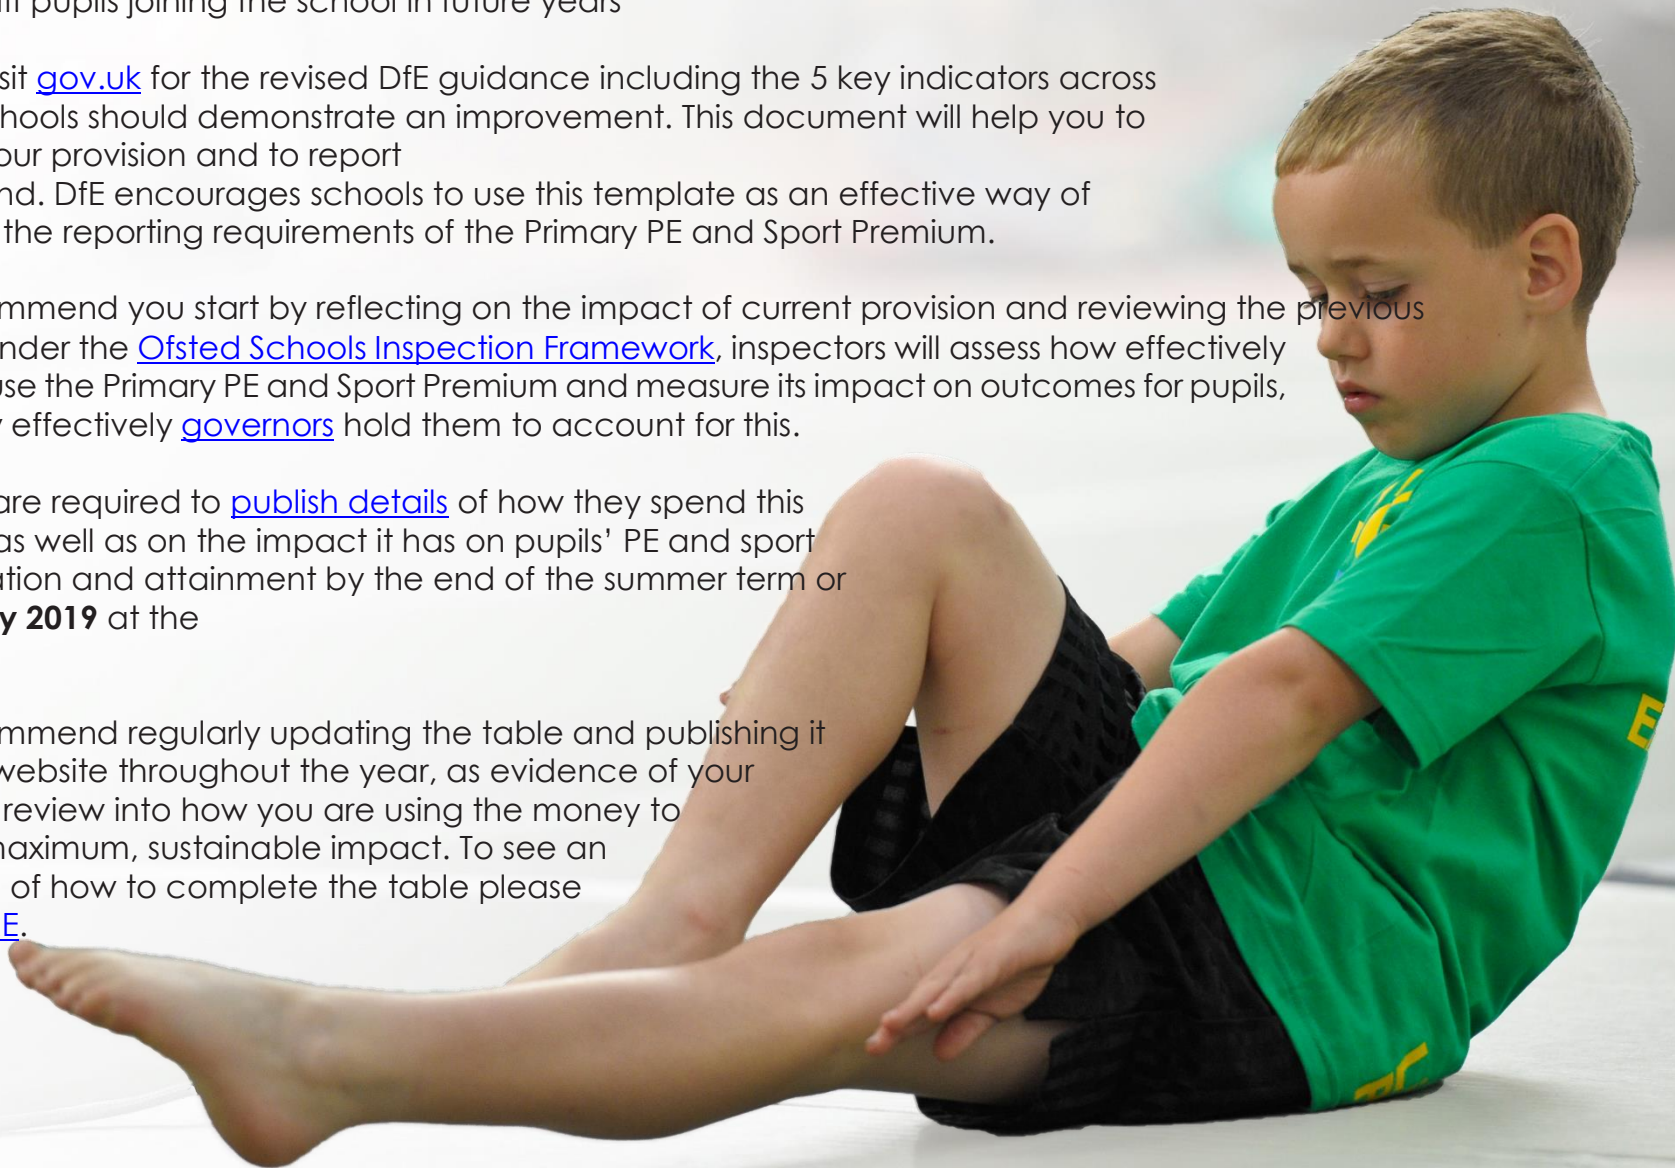 pupils joining the school in future years
sit gov.uk for the revised DfE guidance including the 5 key indicators across
hools should demonstrate an improvement. This document will help you to
our provision and to report
nd. DfE encourages schools to use this template as an effective way of
the reporting requirements of the Primary PE and Sport Premium.
mmend you start by reflecting on the impact of current provision and reviewing the previous
nder the Ofsted Schools Inspection Framework, inspectors will assess how effectively
use the Primary PE and Sport Premium and measure its impact on outcomes for pupils,
effectively governors hold them to account for this.
are required to publish details of how they spend this
as well as on the impact it has on pupils’ PE and sport
ation and attainment by the end of the summer term or
y 2019 at the
mmend regularly updating the table and publishing it
website throughout the year, as evidence of your
review into how you are using the money to
maximum, sustainable impact. To see an
of how to complete the table please
E.